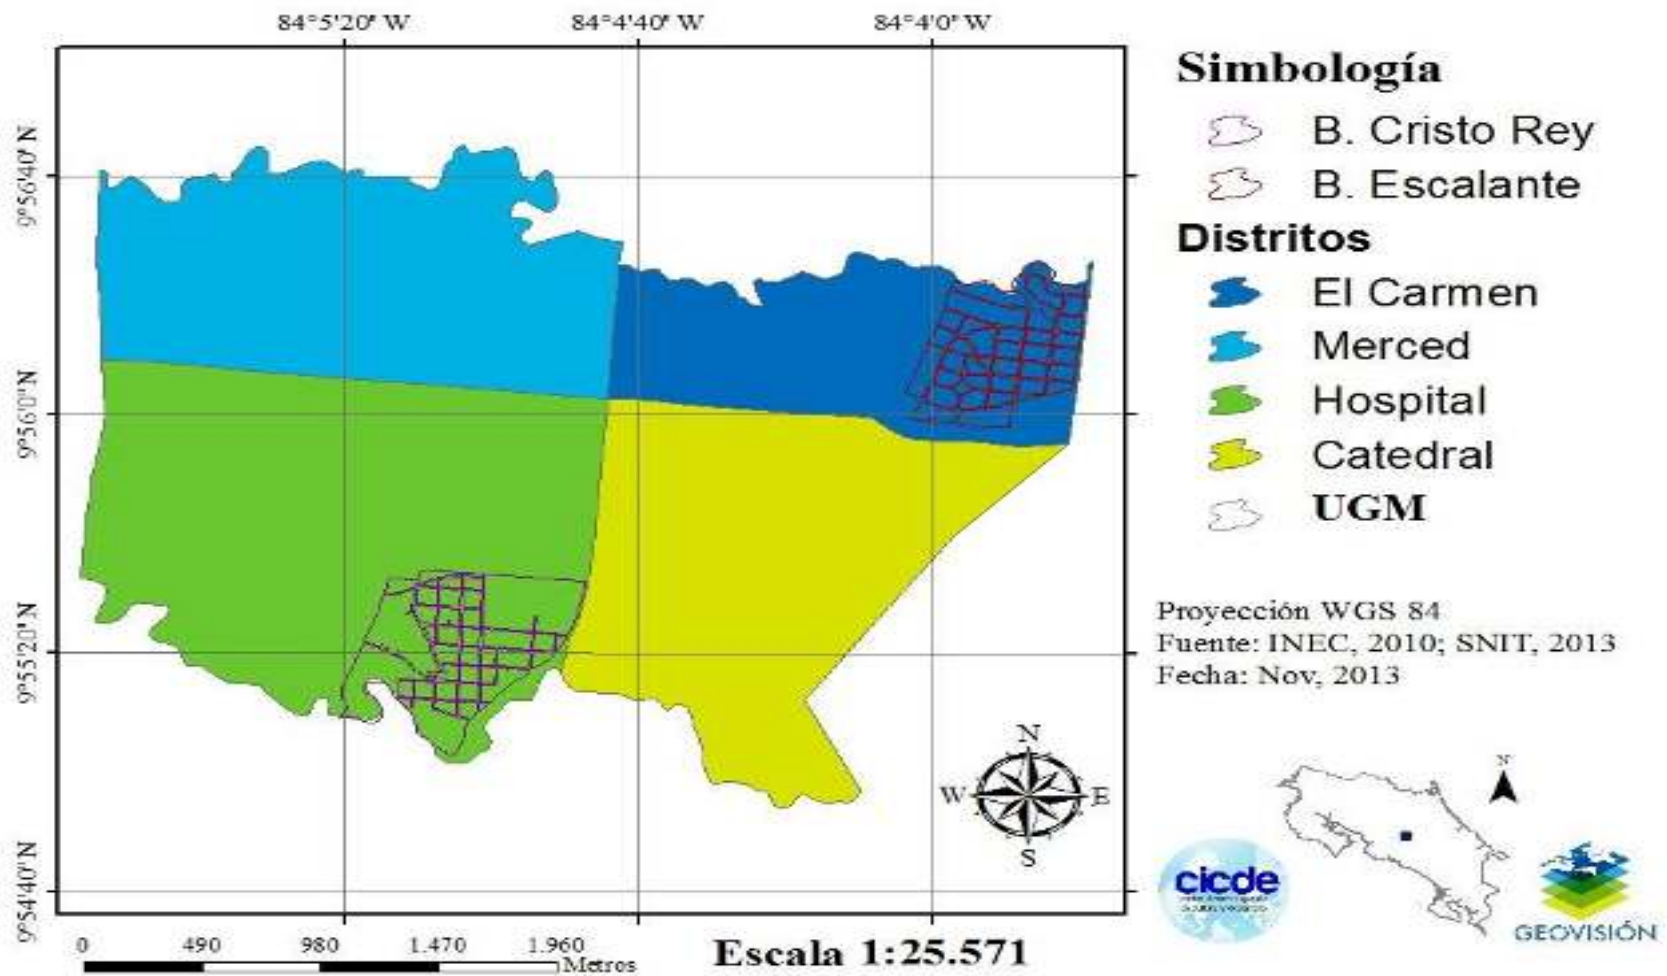 84°5'20" W 84°4'40" W 84°4'0" W
9°56'40" N
9°56'0" N
9°5'20" N
9°54'40" N
N
W E
S
0 490 980 1.470 1.960
Metros
Escala 1:25.571
Simbología
B. Cristo Rey
B. Escalante
Distritos
El Carmen
Merced
Hospital
Catedral
UGM
Proyección WGS 84
Fuente: INEC, 2010; SNIT, 2013
Fecha: Nov, 2013
N
cicde
GEOVISIÓN